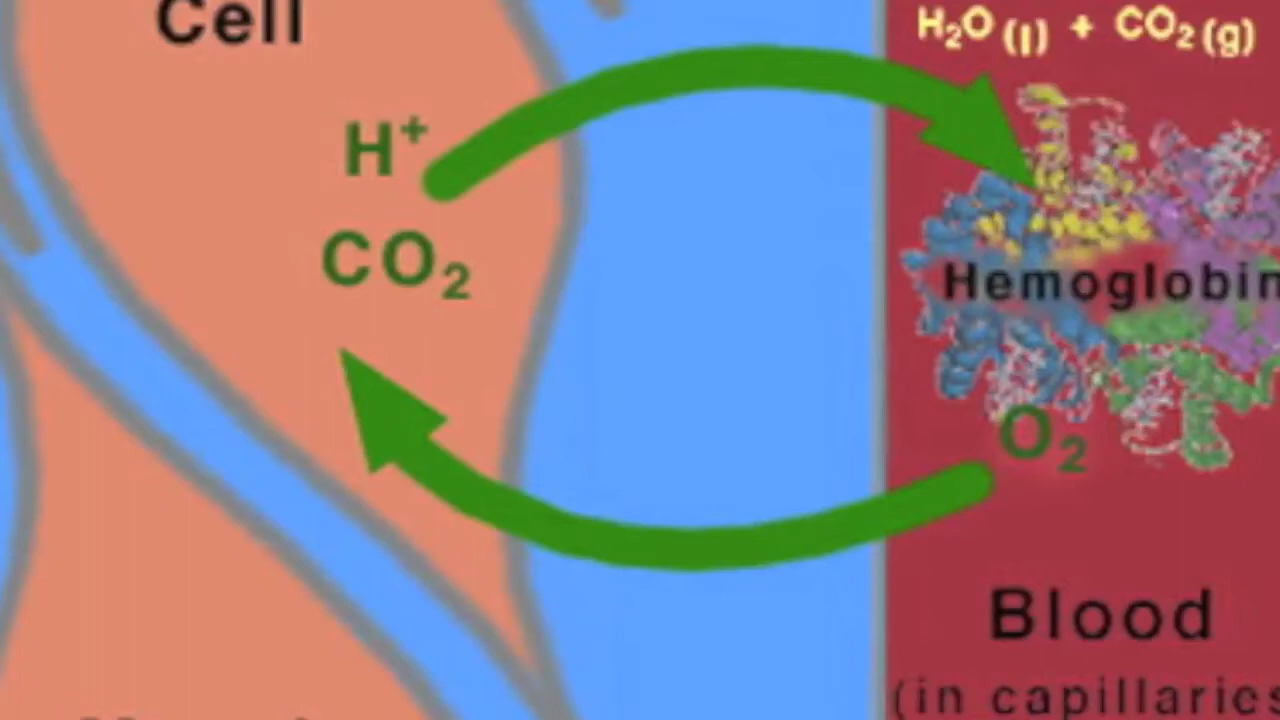 Cell
H₂O (l) + CO₂ (g)
H⁺
CO₂
Hemoglobin
O₂
Blood
(in capillaries